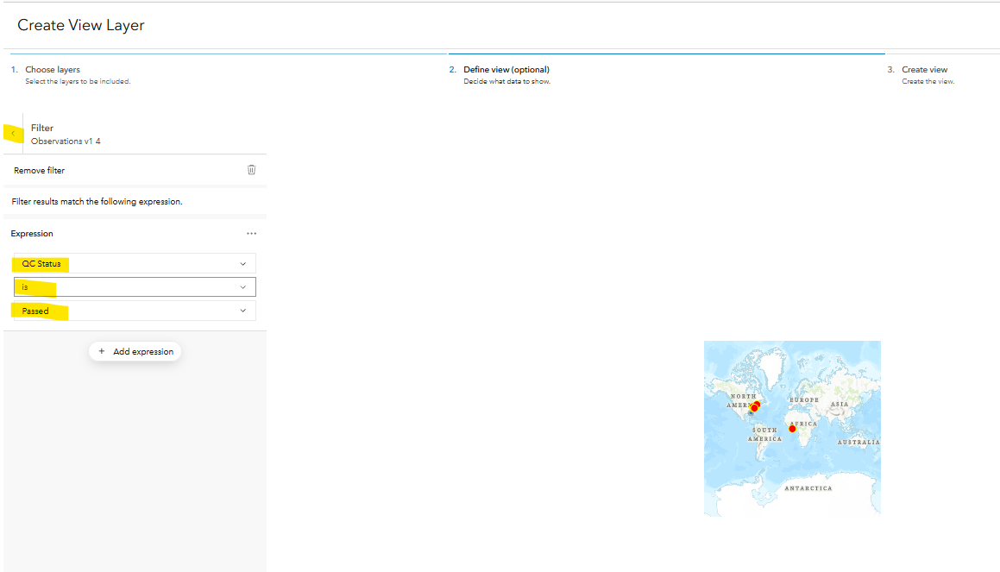 Create View Layer
1. Choose layers
Select the layers to be included.
2. Define view (optional)
Decide what data to show.
3. Create view
Create the view.
Filter
Observations v1 4
Remove filter
Filter results match the following expression.
Expression
QC Status
is
Passed
+ Add expression
NORTH
AMER
EUROPE
ASIA
AFRICA
SOUTH
AMERICA
AUSTRALIA
ANTARCTICA